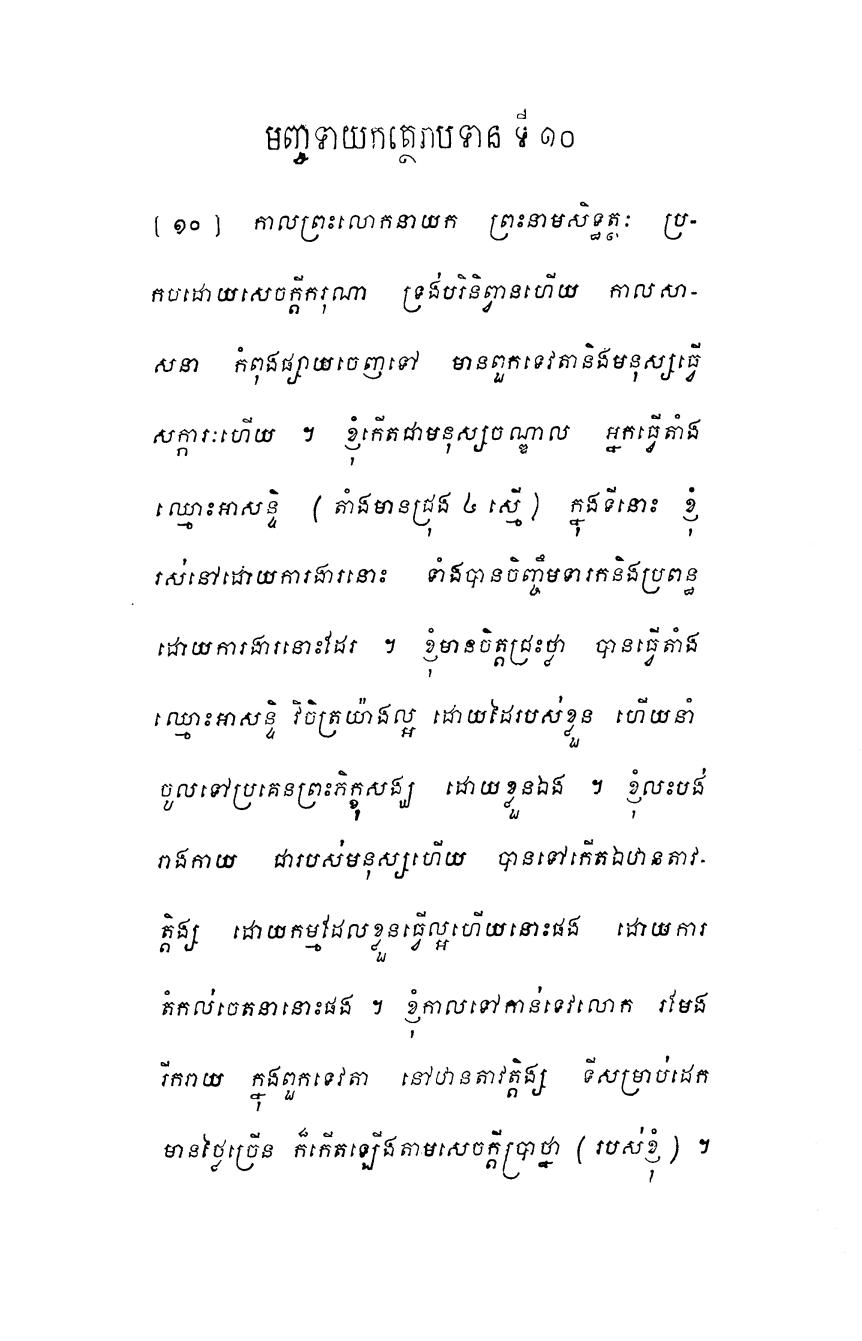 មញ្ចទាយកត្ថេរាបទាន ទី ១០
[ ១០ ] កាលព្រះលោកនាយក ព្រះនាមសិទ្ធត្ថៈ ប្រ-
កបដោយសេចក្តីករុណា ទ្រង់បរិនិព្វានហើយ កាលសា-
សនា កំពុងផ្សាយចេញទៅ មានពួកទេវតានិងមនុស្សធ្វើ
សក្ការៈហើយ ។ ខ្ញុំកើតជាមនុស្សចណ្ឌាល អ្នកធ្វើតាំង
ឈ្មោះអាសន្ទិ ( តាំងមានជ្រុង ៤ ស្មើ ) ក្នុងទីនោះ ខ្ញុំ
រស់នៅដោយការងារនោះ ទាំងបានចិញ្ចឹមទារកនិងប្រពន្ធ
ដោយការងារនោះដែរ ។ ខ្ញុំមានចិត្តជ្រះថ្លា បានធ្វើតាំង
ឈ្មោះអាសន្ទិ វិចិត្រយ៉ាងល្អ ដោយដៃរបស់ខ្លួន ហើយនាំ
ចូលទៅប្រគេនព្រះភិក្ខុសង្ឃ ដោយខ្លួនឯង ។ ខ្ញុំលះបង់
រាងកាយ ជារបស់មនុស្សហើយ បានទៅកើតឯឋានតាវ-
ត្តិង្ស ដោយកម្មដែលខ្លួនធ្វើល្អហើយនោះផង ដោយការ
តំកល់ចេតនានោះផង ។ ខ្ញុំកាលទៅកាន់ទេវលោក រមែង
រីករាយ ក្នុងពួកទេវតា នៅឋានតាវត្តិង្ស ទីសម្រាប់ដេក
មានថ្លៃច្រើន ក៏កើតឡើងតាមសេចក្តីប្រាថ្នា ( របស់ខ្ញុំ ) ។